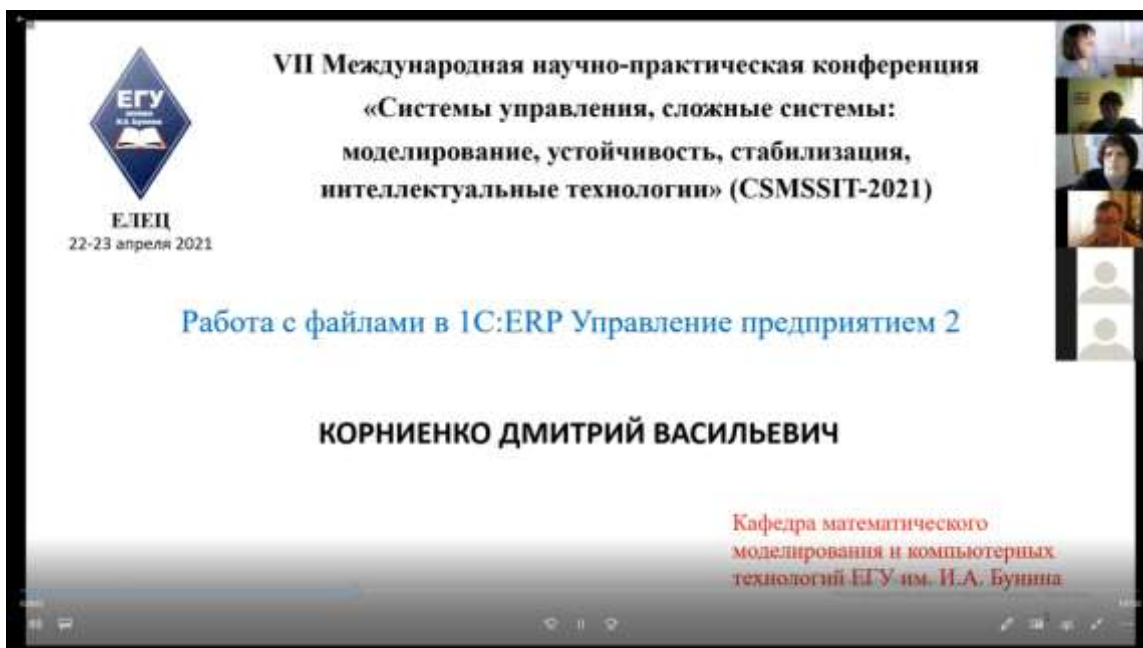 VII Международная научно-практическая конференция
«Системы управления, сложные системы:
моделирование, устойчивость, стабилизация,
интеллектуальные технологии» (CSMSSIT-2021)
ЕГУ
ЕЛЕЦ
22-23 апреля 2021
Работа с файлами в 1С:ERP Управление предприятием 2
КОРНИЕНКО ДМИТРИЙ ВАСИЛЬЕВИЧ
Кафедра математического
моделирования и компьютерных
технологий ЕГУ им. И.А. Бунина